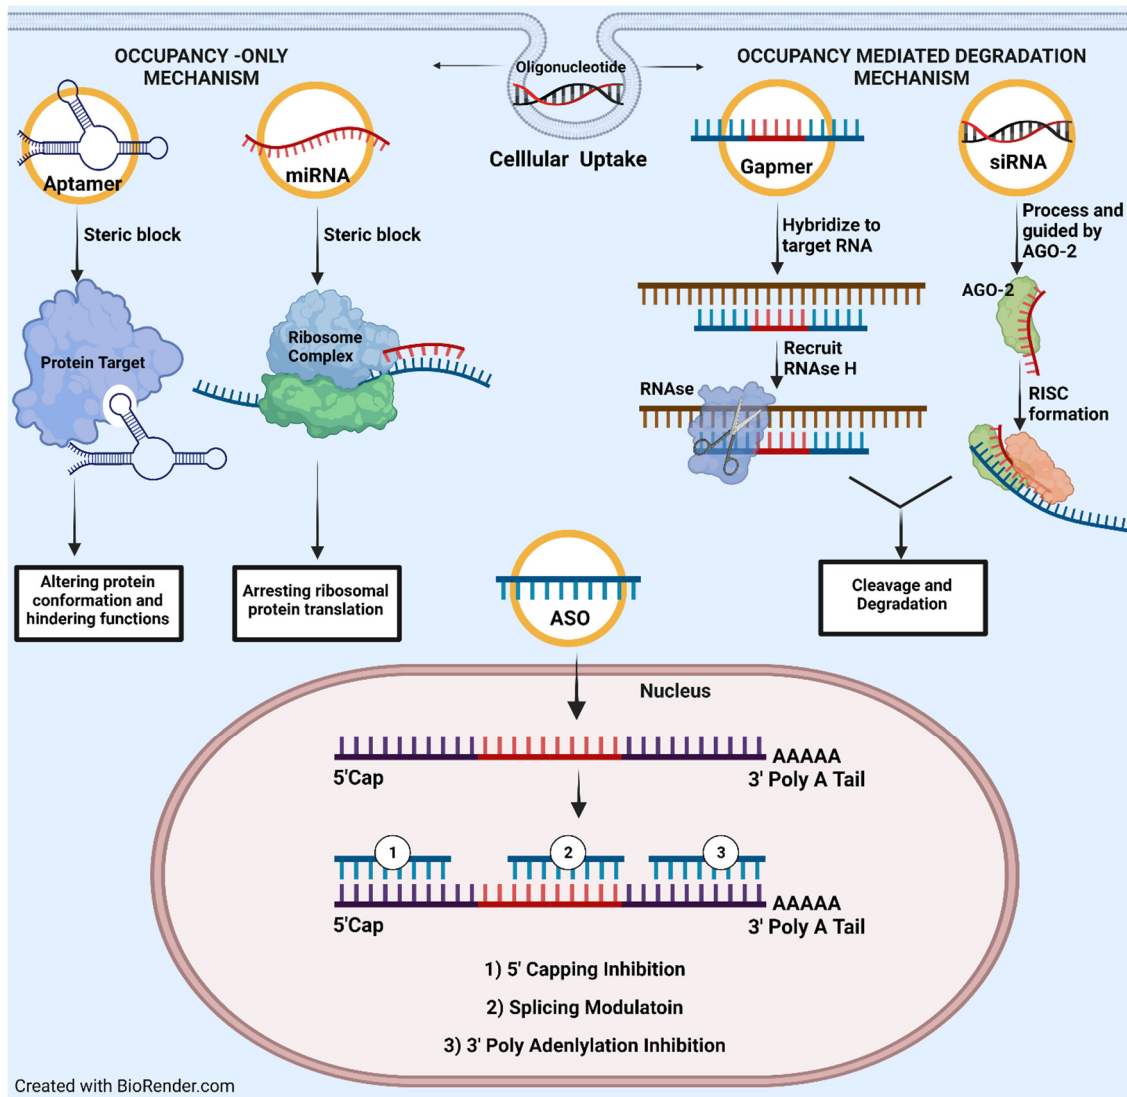 OCCUPANCY -ONLY
MECHANISM
Oligonucleotide
OCCUPANCY MEDIATED DEGRADATION
MECHANISM
Celllular Uptake
Aptamer
miRNA
Gapmer
siRNA
Steric block
Steric block
Hybridize to
target RNA
Process and
guided by
AGO-2
Protein Target
Ribosome
Complex
AGO-2
Recruit
RNAse H
RNAse
RISC
formation
Altering protein
conformation and
hindering functions
Arresting ribosomal
protein translation
ASO
Cleavage and
Degradation
Nucleus
AAAAA
5'Cap
3' Poly A Tail
1
2
3
AAAAA
5'Cap
3' Poly A Tail
1) 5' Capping Inhibition
2) Splicing Modulatoin
3) 3' Poly Adenlylation Inhibition
Created with BioRender.com